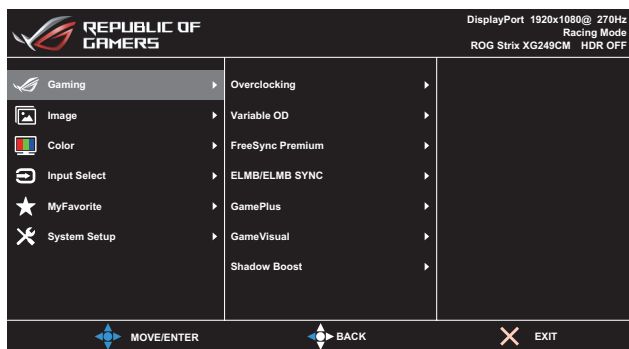 REPUBLIC OF
GAMERS
DisplayPort 1920x1080@ 270Hz
Racing Mode
ROG Strix XG249CM HDR OFF
Gaming
Image
Color
Input Select
MyFavorite
System Setup
Overclocking
Variable OD
FreeSync Premium
ELMB/ELMB SYNC
GamePlus
GameVisual
Shadow Boost
MOVE/ENTER
BACK
EXIT